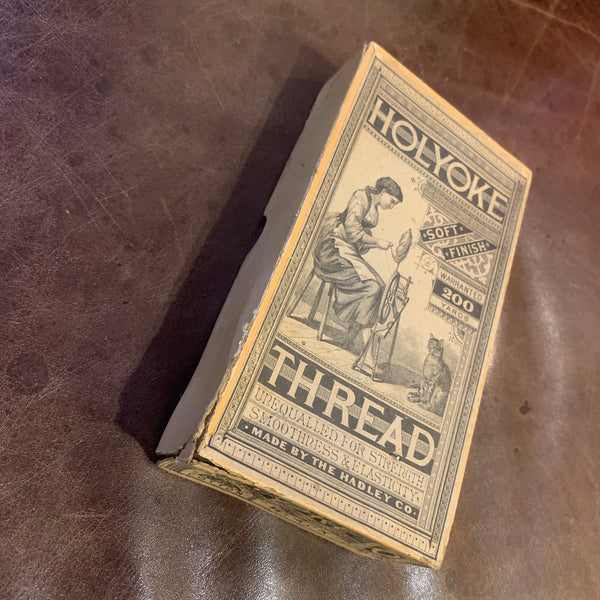 HOLYOKE
SOFT
FINISH
WARRANTED
200
YARDS
THREAD
UNEQUALLED FOR STRENGTH
SMOOTHNESS & ELASTICITY.
MADE BY THE HADLEY CO.